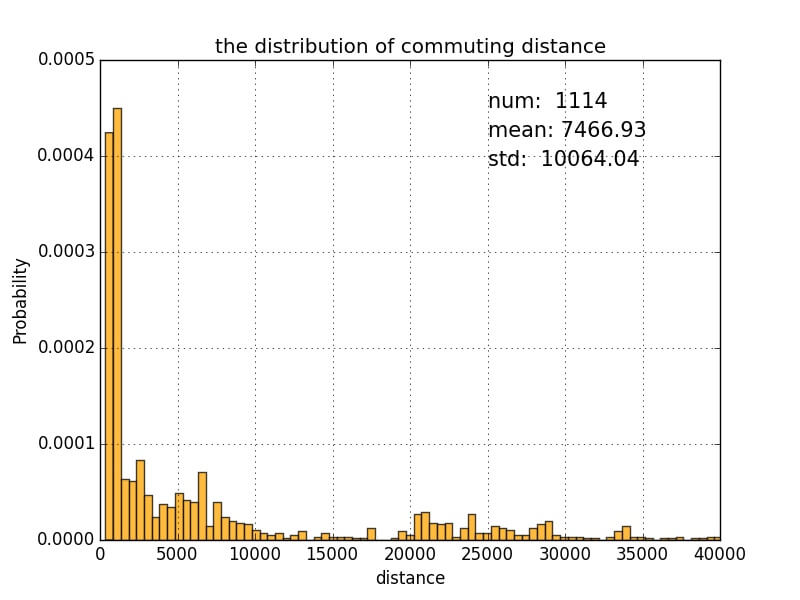 the distribution of commuting distance
num: 1114
mean: 7466.93
std: 10064.04
Probability
0.0005
0.0004
0.0003
0.0002
0.0001
0.0000
0 5000 10000 15000 20000 25000 30000 35000 40000
distance